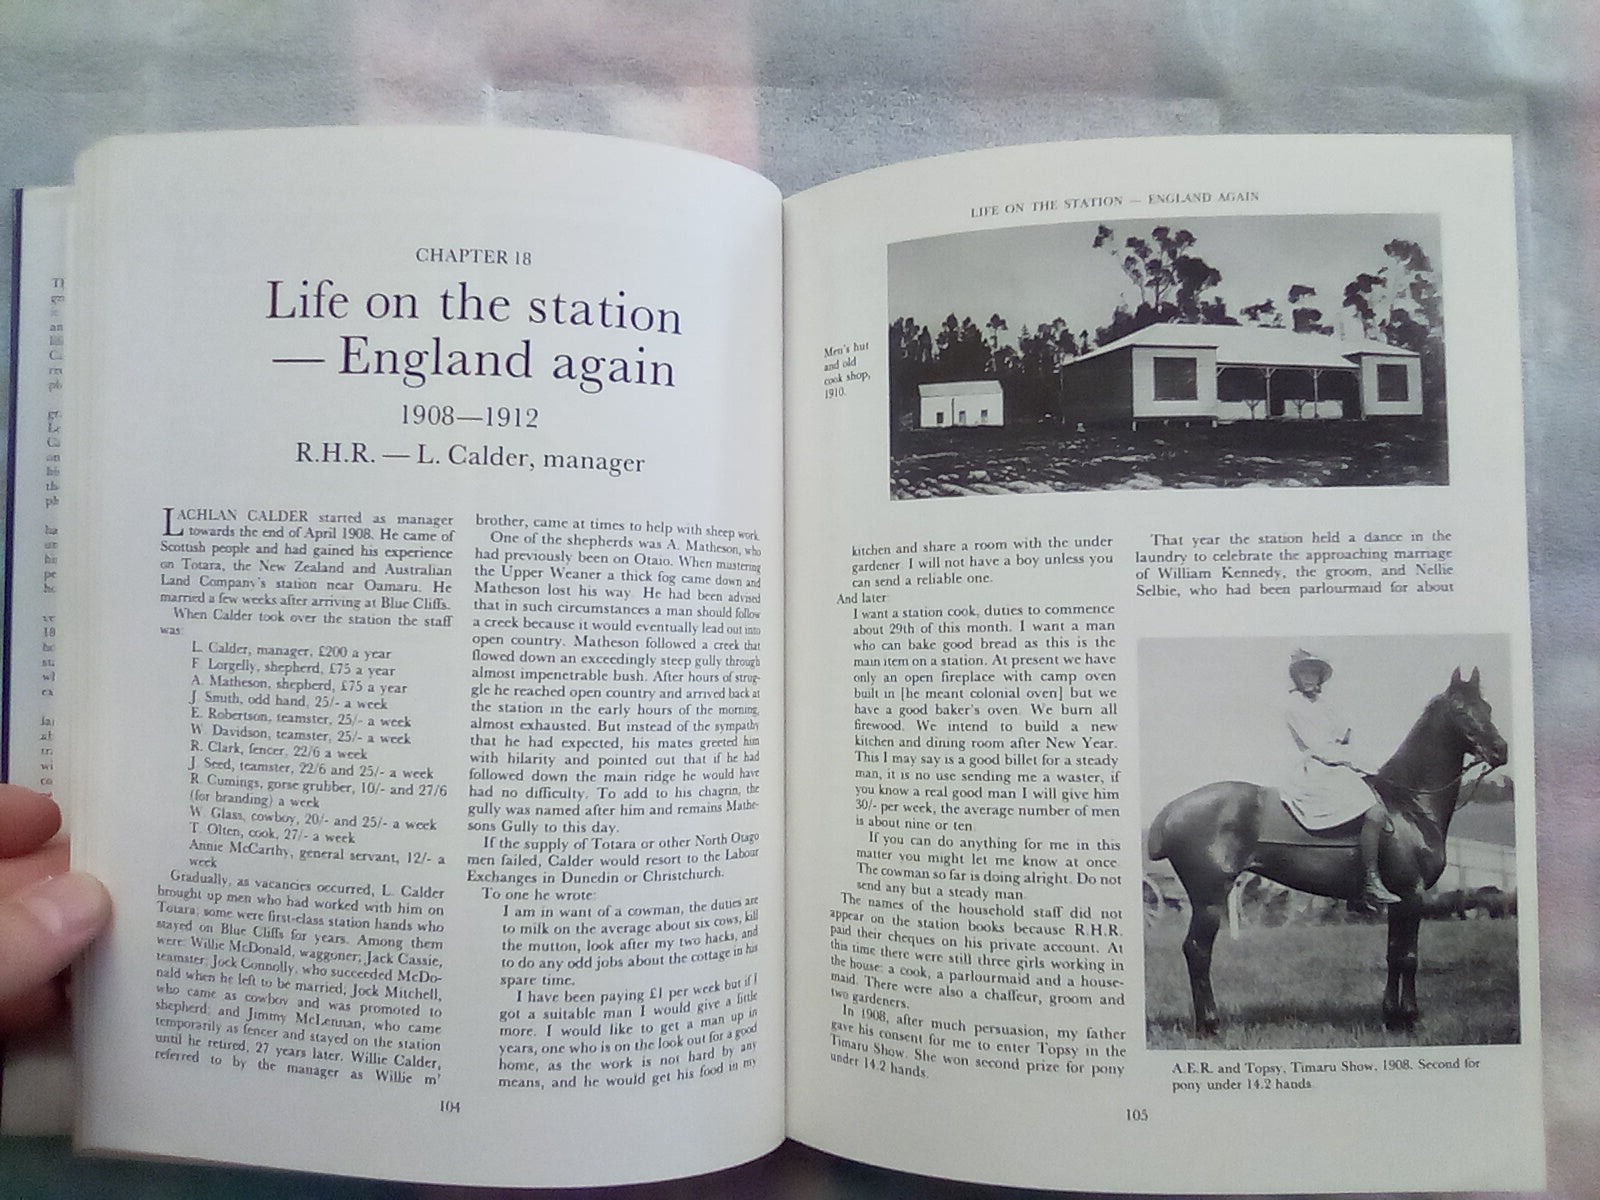 CHAPTER 18
Life on the station
— England again
1908—1912
R.H.R. — L. Calder, manager
LACHLAN CALDER started as manager
towards the end of April 1908. He came of
Scottish people and had gained his experience
on Totara, the New Zealand and Australian
Land Company's station near Oamaru. He
married a few weeks after arriving at Blue Cliffs.
When Calder took over the station the staff
was:
L. Calder, manager, £200 a year
F. Lorgelly, shepherd, £75 a year
A. Matheson, shepherd, £75 a year
J. Smith, odd hand, 25/- a week
E. Robertson, teamster, 25/- a week
W. Davidson, teamster, 25/- a week
R. Clark, fencer, 22/6 a week
J. Seed, teamster, 22/6 and 25/- a week
R. Cumings, gorse grubber, 10/- and 27/6
(for branding) a week
W. Glass, cowboy, 20/- and 25/- a week
T. Olten, cook, 27/- a week
Annie McCarthy, general servant, 12/- a
week
Gradually, as vacancies occurred, L. Calder
brought up men who had worked with him on
Totara; some were first-class station hands who
stayed on Blue Cliffs for years. Among them
were: Willie McDonald, waggoner; Jack Cassie,
teamster; Jock Connolly, who succeeded McDo-
nald when he left to be married; Jock Mitchell,
who came as cowboy and was promoted to
shepherd; and Jimmy McLennan, who came
temporarily as fencer and stayed on the station
until he retired, 27 years later. Willie Calder,
referred to by the manager as Willie m'
brother, came at times to help with sheep work.
One of the shepherds was A. Matheson, who
had previously been on Otaio. When mustering
the Upper Weaner a thick fog came down and
Matheson lost his way. He had been advised
that in such circumstances a man should follow
a creek because it would eventually lead out into
open country. Matheson followed a creek that
flowed down an exceedingly steep gully through
almost impenetrable bush. After hours of strug-
gle he reached open country and arrived back at
the station in the early hours of the morning,
almost exhausted. But instead of the sympathy
that he had expected, his mates greeted him
with hilarity and pointed out that if he had
followed down the main ridge he would have
had no difficulty. To add to his chagrin, the
gully was named after him and remains Mathe-
sons Gully to this day.
If the supply of Totara or other North Otago
men failed, Calder would resort to the Labour
Exchanges in Dunedin or Christchurch.
To one he wrote:
I am in want of a cowman, the duties are
to milk on the average about six cows, kill
the mutton, look after my two hacks, and
to do any odd jobs about the cottage in his
spare time.
I have been paying £1 per week but if I
got a suitable man I would give a little
more. I would like to get a man up in
years, one who is on the look out for a good
home, as the work is not hard by any
means, and he would get his food in my
104
LIFE ON THE STATION — ENGLAND AGAIN
Men's hut
and old
cook shop,
1910.
kitchen and share a room with the under
gardener. I will not have a boy unless you
can send a reliable one.
And later:
I want a station cook, duties to commence
about 29th of this month. I want a man
who can bake good bread as this is the
main item on a station. At present we have
only an open fireplace with camp oven
built in [he meant colonial oven] but we
have a good baker's oven. We burn all
firewood. We intend to build a new
kitchen and dining room after New Year.
This I may say is a good billet for a steady
man, it is no use sending me a waster, if
you know a real good man I will give him
30/- per week, the average number of men
is about nine or ten.
If you can do anything for me in this
matter you might let me know at once.
The cowman so far is doing alright. Do not
send any but a steady man.
The names of the household staff did not
appear on the station books because R.H.R.
paid their cheques on his private account. At
this time there were still three girls working in
the house: a cook, a parlourmaid and a house-
maid. There were also a chaffeur, groom and
two gardeners.
In 1908, after much persuasion, my father
gave his consent for me to enter Topsy in the
Timaru Show. She won second prize for pony
under 14.2 hands.
That year the station held a dance in the
laundry to celebrate the approaching marriage
of William Kennedy, the groom, and Nellie
Selbie, who had been parlourmaid for about
A.E.R. and Topsy, Timaru Show, 1908. Second for
pony under 14.2 hands.
105